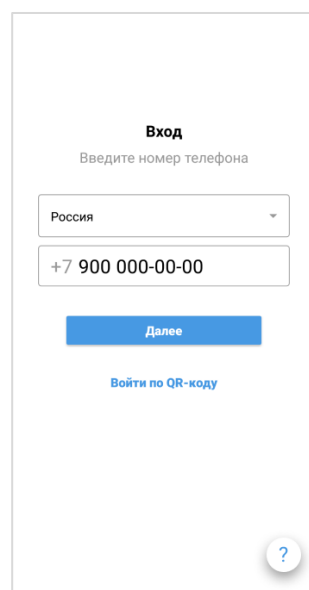 Вход
Введите номер телефона
Россия
+7 900 000-00-00
Далее
Войти по QR-коду
?